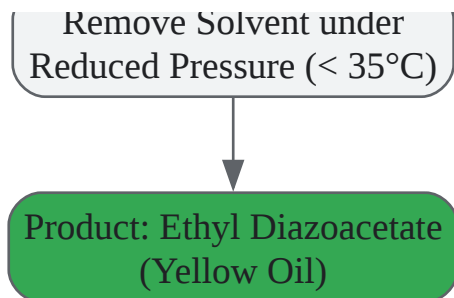 Remove Solvent under
Reduced Pressure (< 35°C)
Product: Ethyl Diazoacetate
(Yellow Oil)